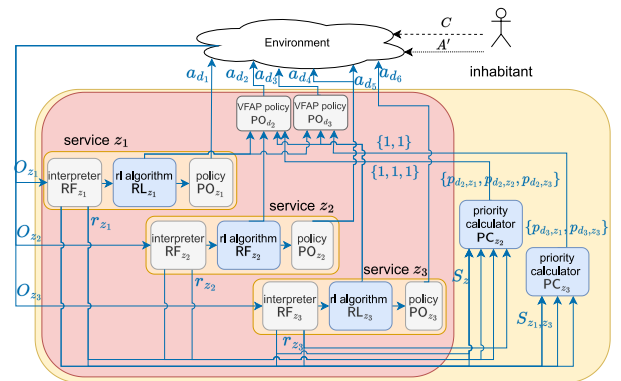 C
A′
Environment
inhabitant
a_{d_1} a_{d_2} a_{d_3} a_{d_4} a_{d_5} a_{d_6}
VFAP policy
PO_{d_2}
VFAP policy
PO_{d_3}
service z_1
{1, 1}
O_{z_1}
interpreter
RF_{z_1}
rl algorithm
RL_{z_1}
policy
PO_{z_1}
{1, 1, 1}
{p_{d_2,z_1}, p_{d_2,z_2}, p_{d_2,z_3}}
r_{z_1}
service z_2
{p_{d_3,z_1}, p_{d_3,z_3}}
O_{z_2}
interpreter
RF_{z_2}
rl algorithm
RF_{z_2}
policy
PO_{z_2}
priority
calculator
PC_{z_2}
priority
calculator
PC_{z_3}
service z_3
S_z
r_{z_2}
O_{z_3}
interpreter
RF_{z_3}
rl algorithm
RL_{z_3}
policy
PO_{z_3}
S_{z_1,z_3}
r_{z_3}